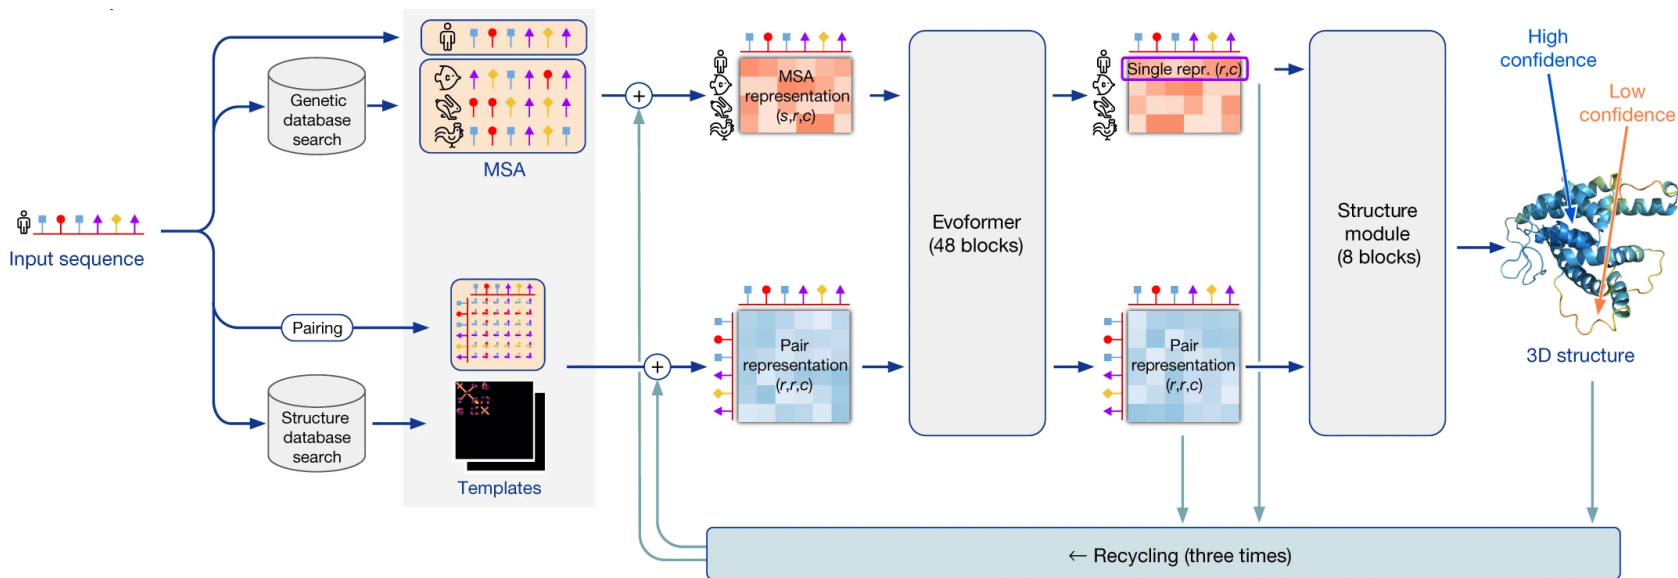 Input sequence
Genetic
database
search
MSA
Pairing
Structure
database
search
Templates
+
+
MSA
representation
(s,r,c)
Pair
representation
(r,r,c)
Evoformer
(48 blocks)
Single repr. (r,c)
Pair
representation
(r,r,c)
Structure
module
(8 blocks)
High
confidence
Low
confidence
3D structure
← Recycling (three times)